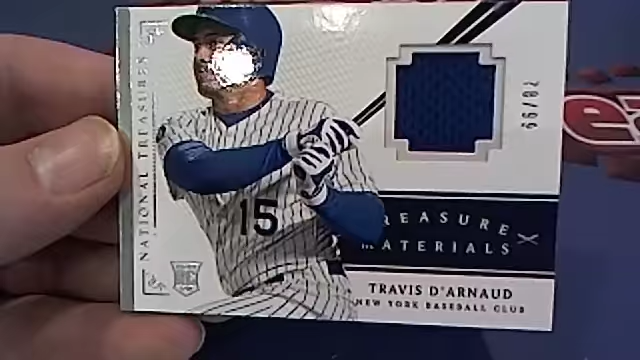 NATIONAL TREASURES
15
RC
TREASURE
MATERIALS
TRAVIS D'ARNAUD
NEW YORK BASEBALL CLUB